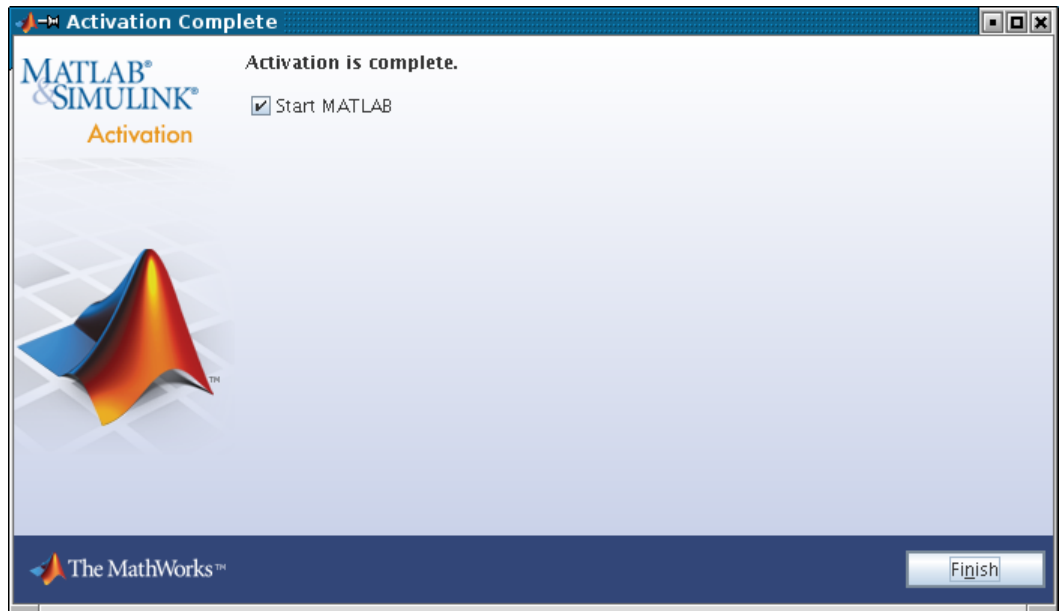 Activation Complete
MATLAB®
&SIMULINK®
Activation
Activation is complete.
Start MATLAB
TM
The MathWorks™
Finish